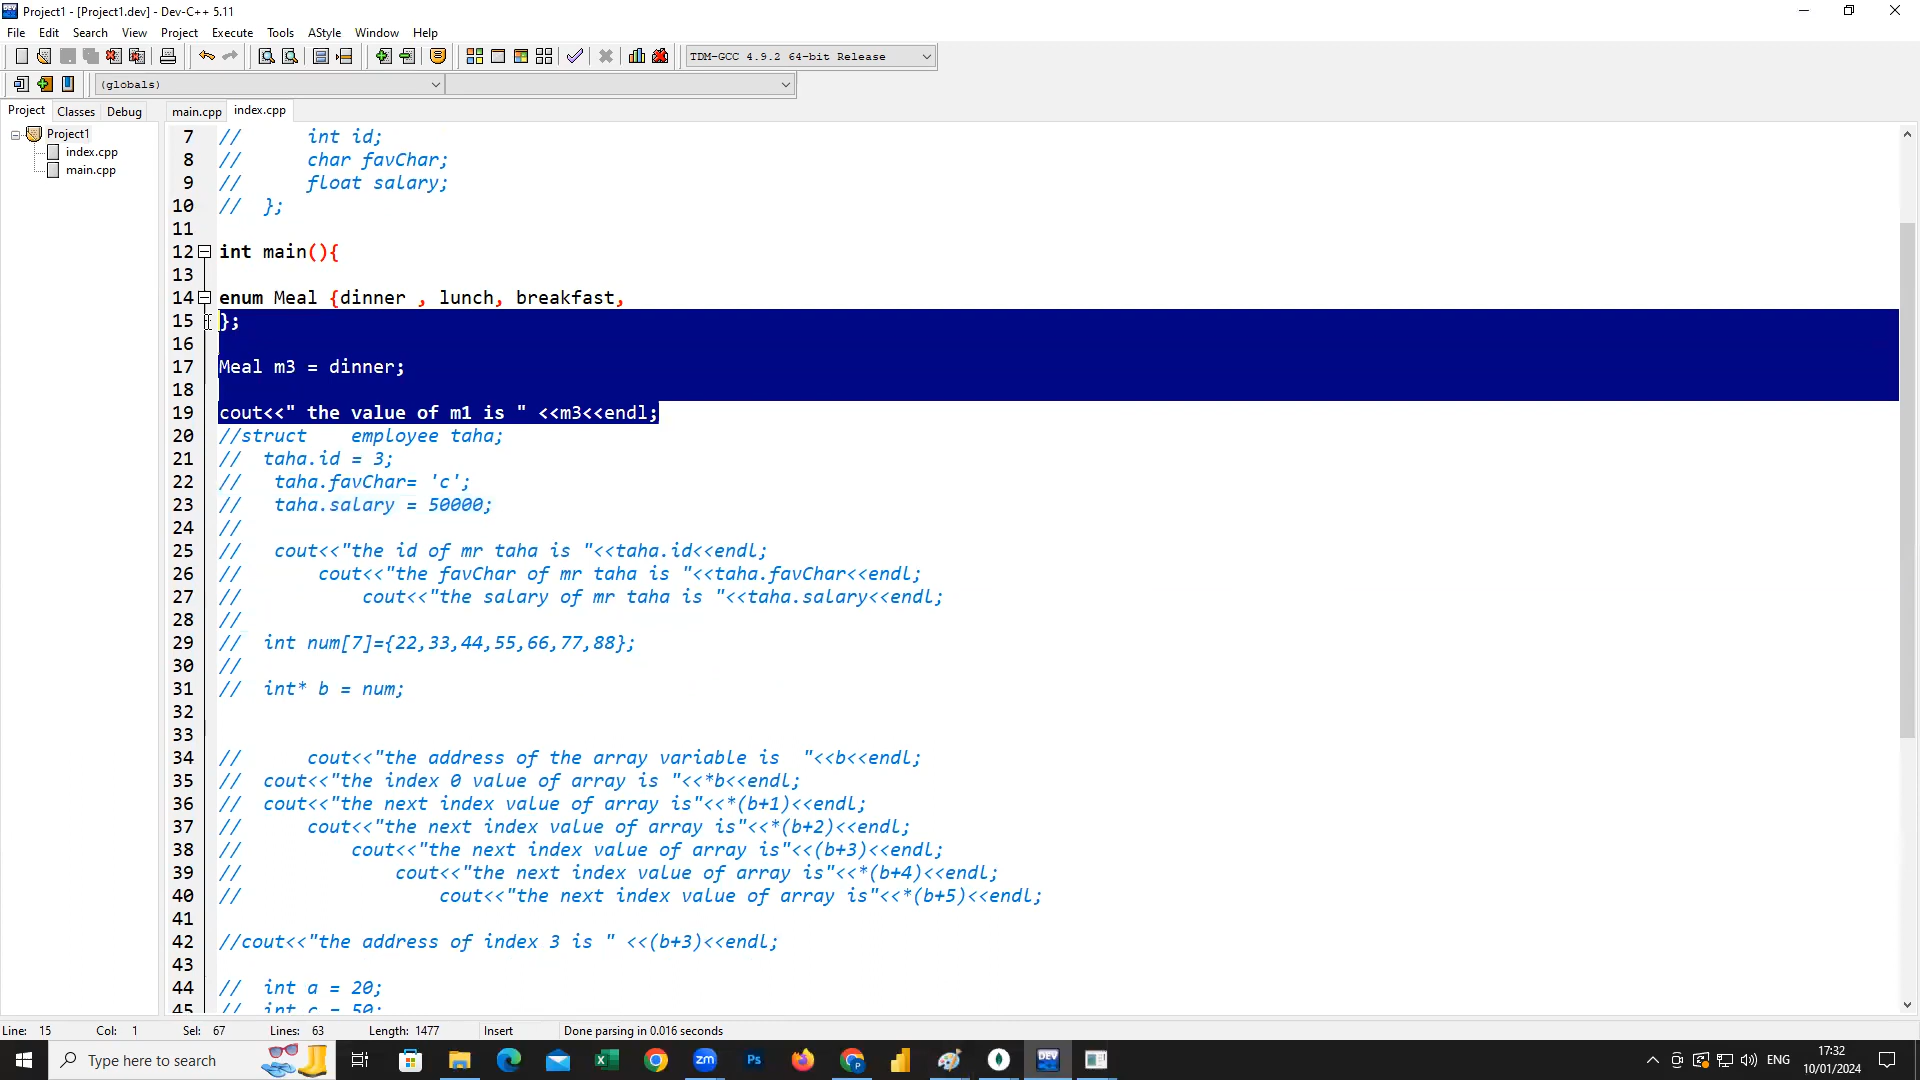 Project1 - [Project1.dev] - Dev-C++ 5.11
File Edit Search View Project Execute Tools AStyle Window Help
TDM-GCC 4.9.2 64-bit Release
(globals)
Project Classes Debug main.cpp index.cpp
Project1
index.cpp
main.cpp
7 // int id;
8 // char favChar;
9 // float salary;
10 // };
11
12 int main(){
13
14 enum Meal {dinner , lunch, breakfast,
15 };
16
17 Meal m3 = dinner;
18
19 cout<<" the value of m1 is " <<m3<<endl;
20 //struct employee taha;
21 // taha.id = 3;
22 // taha.favChar= 'c';
23 // taha.salary = 50000;
24 //
25 // cout<<"the id of mr taha is "<<taha.id<<endl;
26 // cout<<"the favChar of mr taha is "<<taha.favChar<<endl;
27 // cout<<"the salary of mr taha is "<<taha.salary<<endl;
28 //
29 // int num[7]={22,33,44,55,66,77,88};
30 //
31 // int* b = num;
32
33
34 // cout<<"the address of the array variable is "<<b<<endl;
35 // cout<<"the index 0 value of array is "<<*b<<endl;
36 // cout<<"the next index value of array is"<<*(b+1)<<endl;
37 // cout<<"the next index value of array is"<<*(b+2)<<endl;
38 // cout<<"the next index value of array is"<<(b+3)<<endl;
39 // cout<<"the next index value of array is"<<*(b+4)<<endl;
40 // cout<<"the next index value of array is"<<*(b+5)<<endl;
41
42 //cout<<"the address of index 3 is " <<(b+3)<<endl;
43
44 // int a = 20;
45 // int c = 50;
Line: 15 Col: 1 Sel: 67 Lines: 63 Length: 1477 Insert Done parsing in 0.016 seconds
Type here to search
zm
Ps
DEV
ENG
17:32
10/01/2024